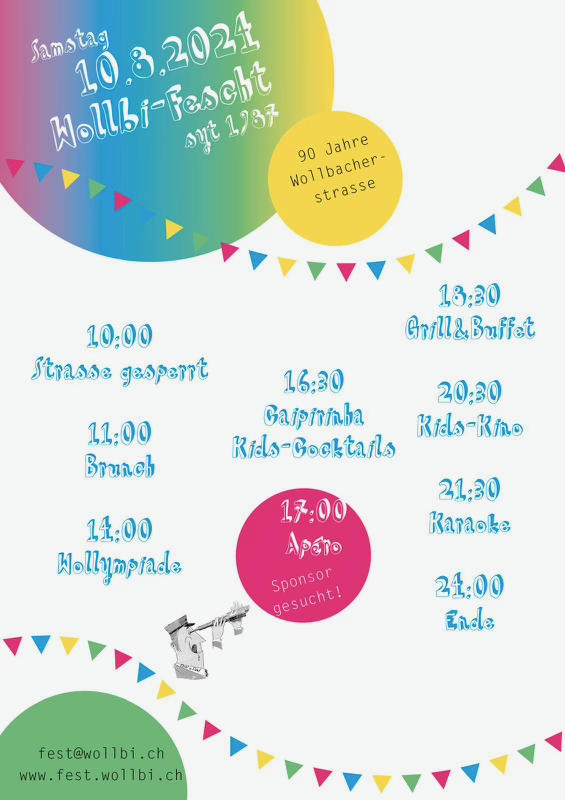 Samstag
10.8.2024
Wollbi-Fescht
syt 1987
90 Jahre
Wollbacher-
strasse
10:00
Strasse gesperrt
11:00
Brunch
14:00
Wollympiade
16:30
Caipirinha
Kids-Cocktails
17:00
Apéro
Sponsor
gesucht!
18:30
Grill&Buffet
20:30
Kids-Kino
21:30
Karaoke
24:00
Ende
fest@wollbi.ch
www.fest.wollbi.ch